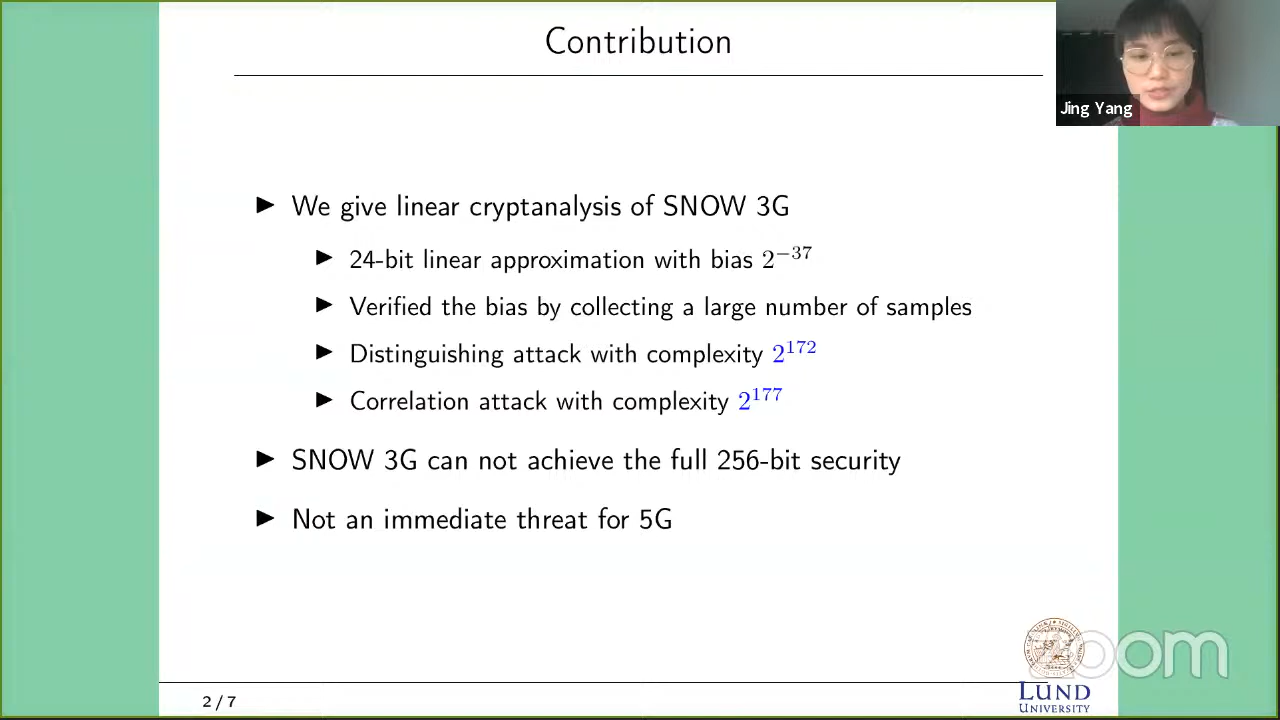 Contribution
Jing Yang
▶ We give linear cryptanalysis of SNOW 3G
▶ 24-bit linear approximation with bias 2^{-37}
▶ Verified the bias by collecting a large number of samples
▶ Distinguishing attack with complexity 2^{172}
▶ Correlation attack with complexity 2^{177}
▶ SNOW 3G can not achieve the full 256-bit security
▶ Not an immediate threat for 5G
zoom
LUND
UNIVERSITY
2 / 7